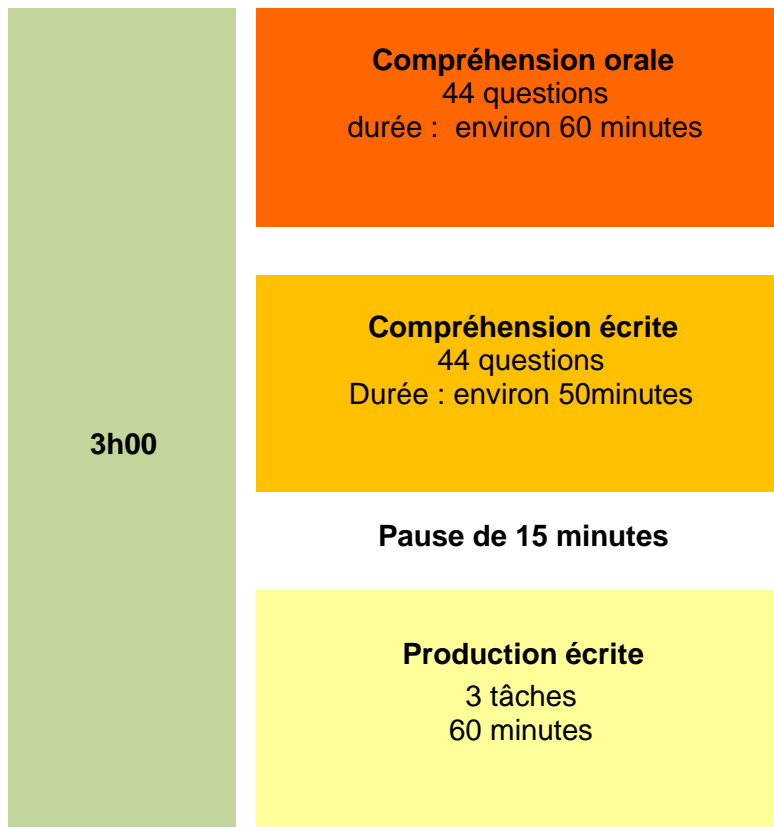 Compréhension orale
44 questions
durée : environ 60 minutes
Compréhension écrite
44 questions
Durée : environ 50minutes
3h00
Pause de 15 minutes
Production écrite
3 tâches
60 minutes